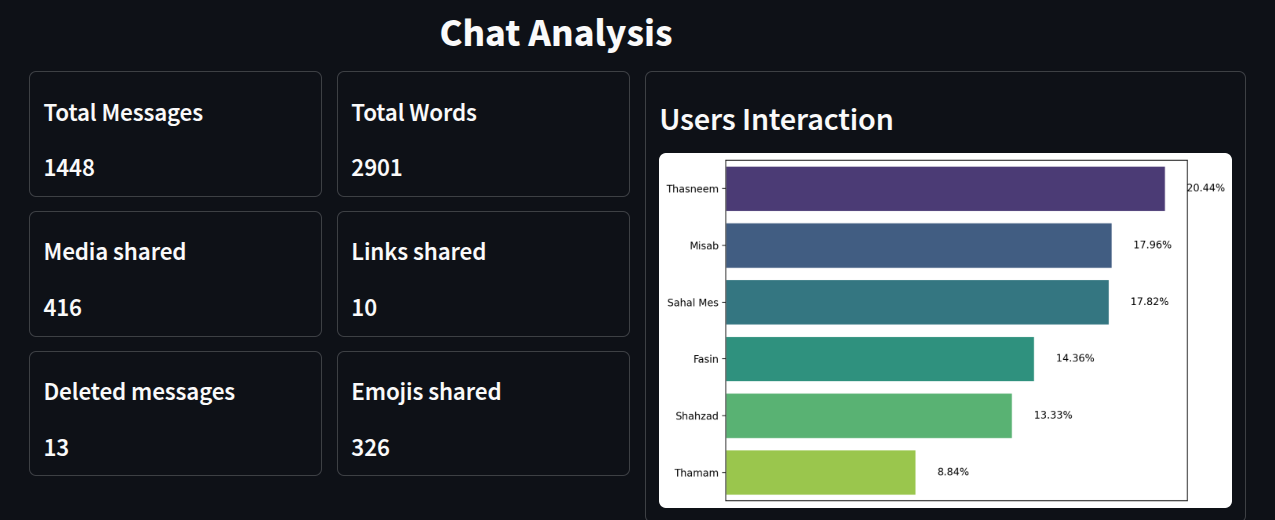 Chat Analysis
Total Messages
1448
Total Words
2901
Media shared
416
Links shared
10
Deleted messages
13
Emojis shared
326
Users Interaction
Thasneem 20.44%
Misab 17.96%
Sahal Mes 17.82%
Fasin 14.36%
Shahzad 13.33%
Thamam 8.84%